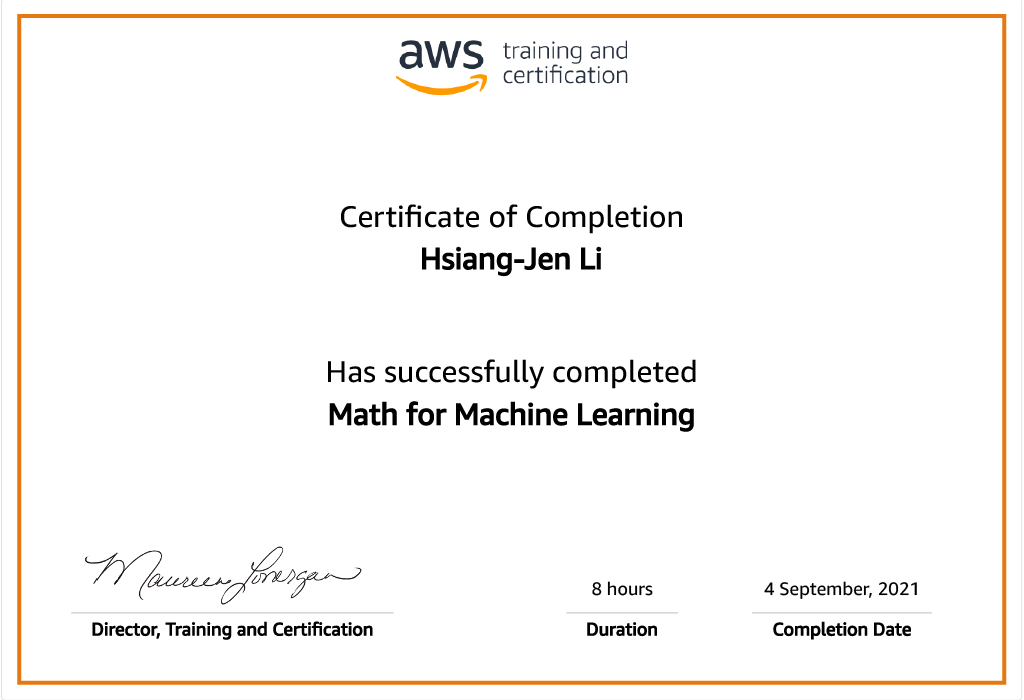 aws training and
certification
Certificate of Completion
Hsiang-Jen Li
Has successfully completed
Math for Machine Learning
Maureen Lonergan
8 hours
4 September, 2021
Director, Training and Certification
Duration
Completion Date